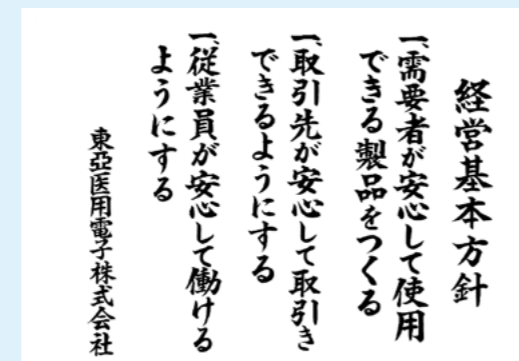 経営基本方針
一、需要者が安心して使用
できる製品をつくる
一、取引先が安心して取引き
できるようにする
一、従業員が安心して働ける
ようにする
東亞医用電子株式会社